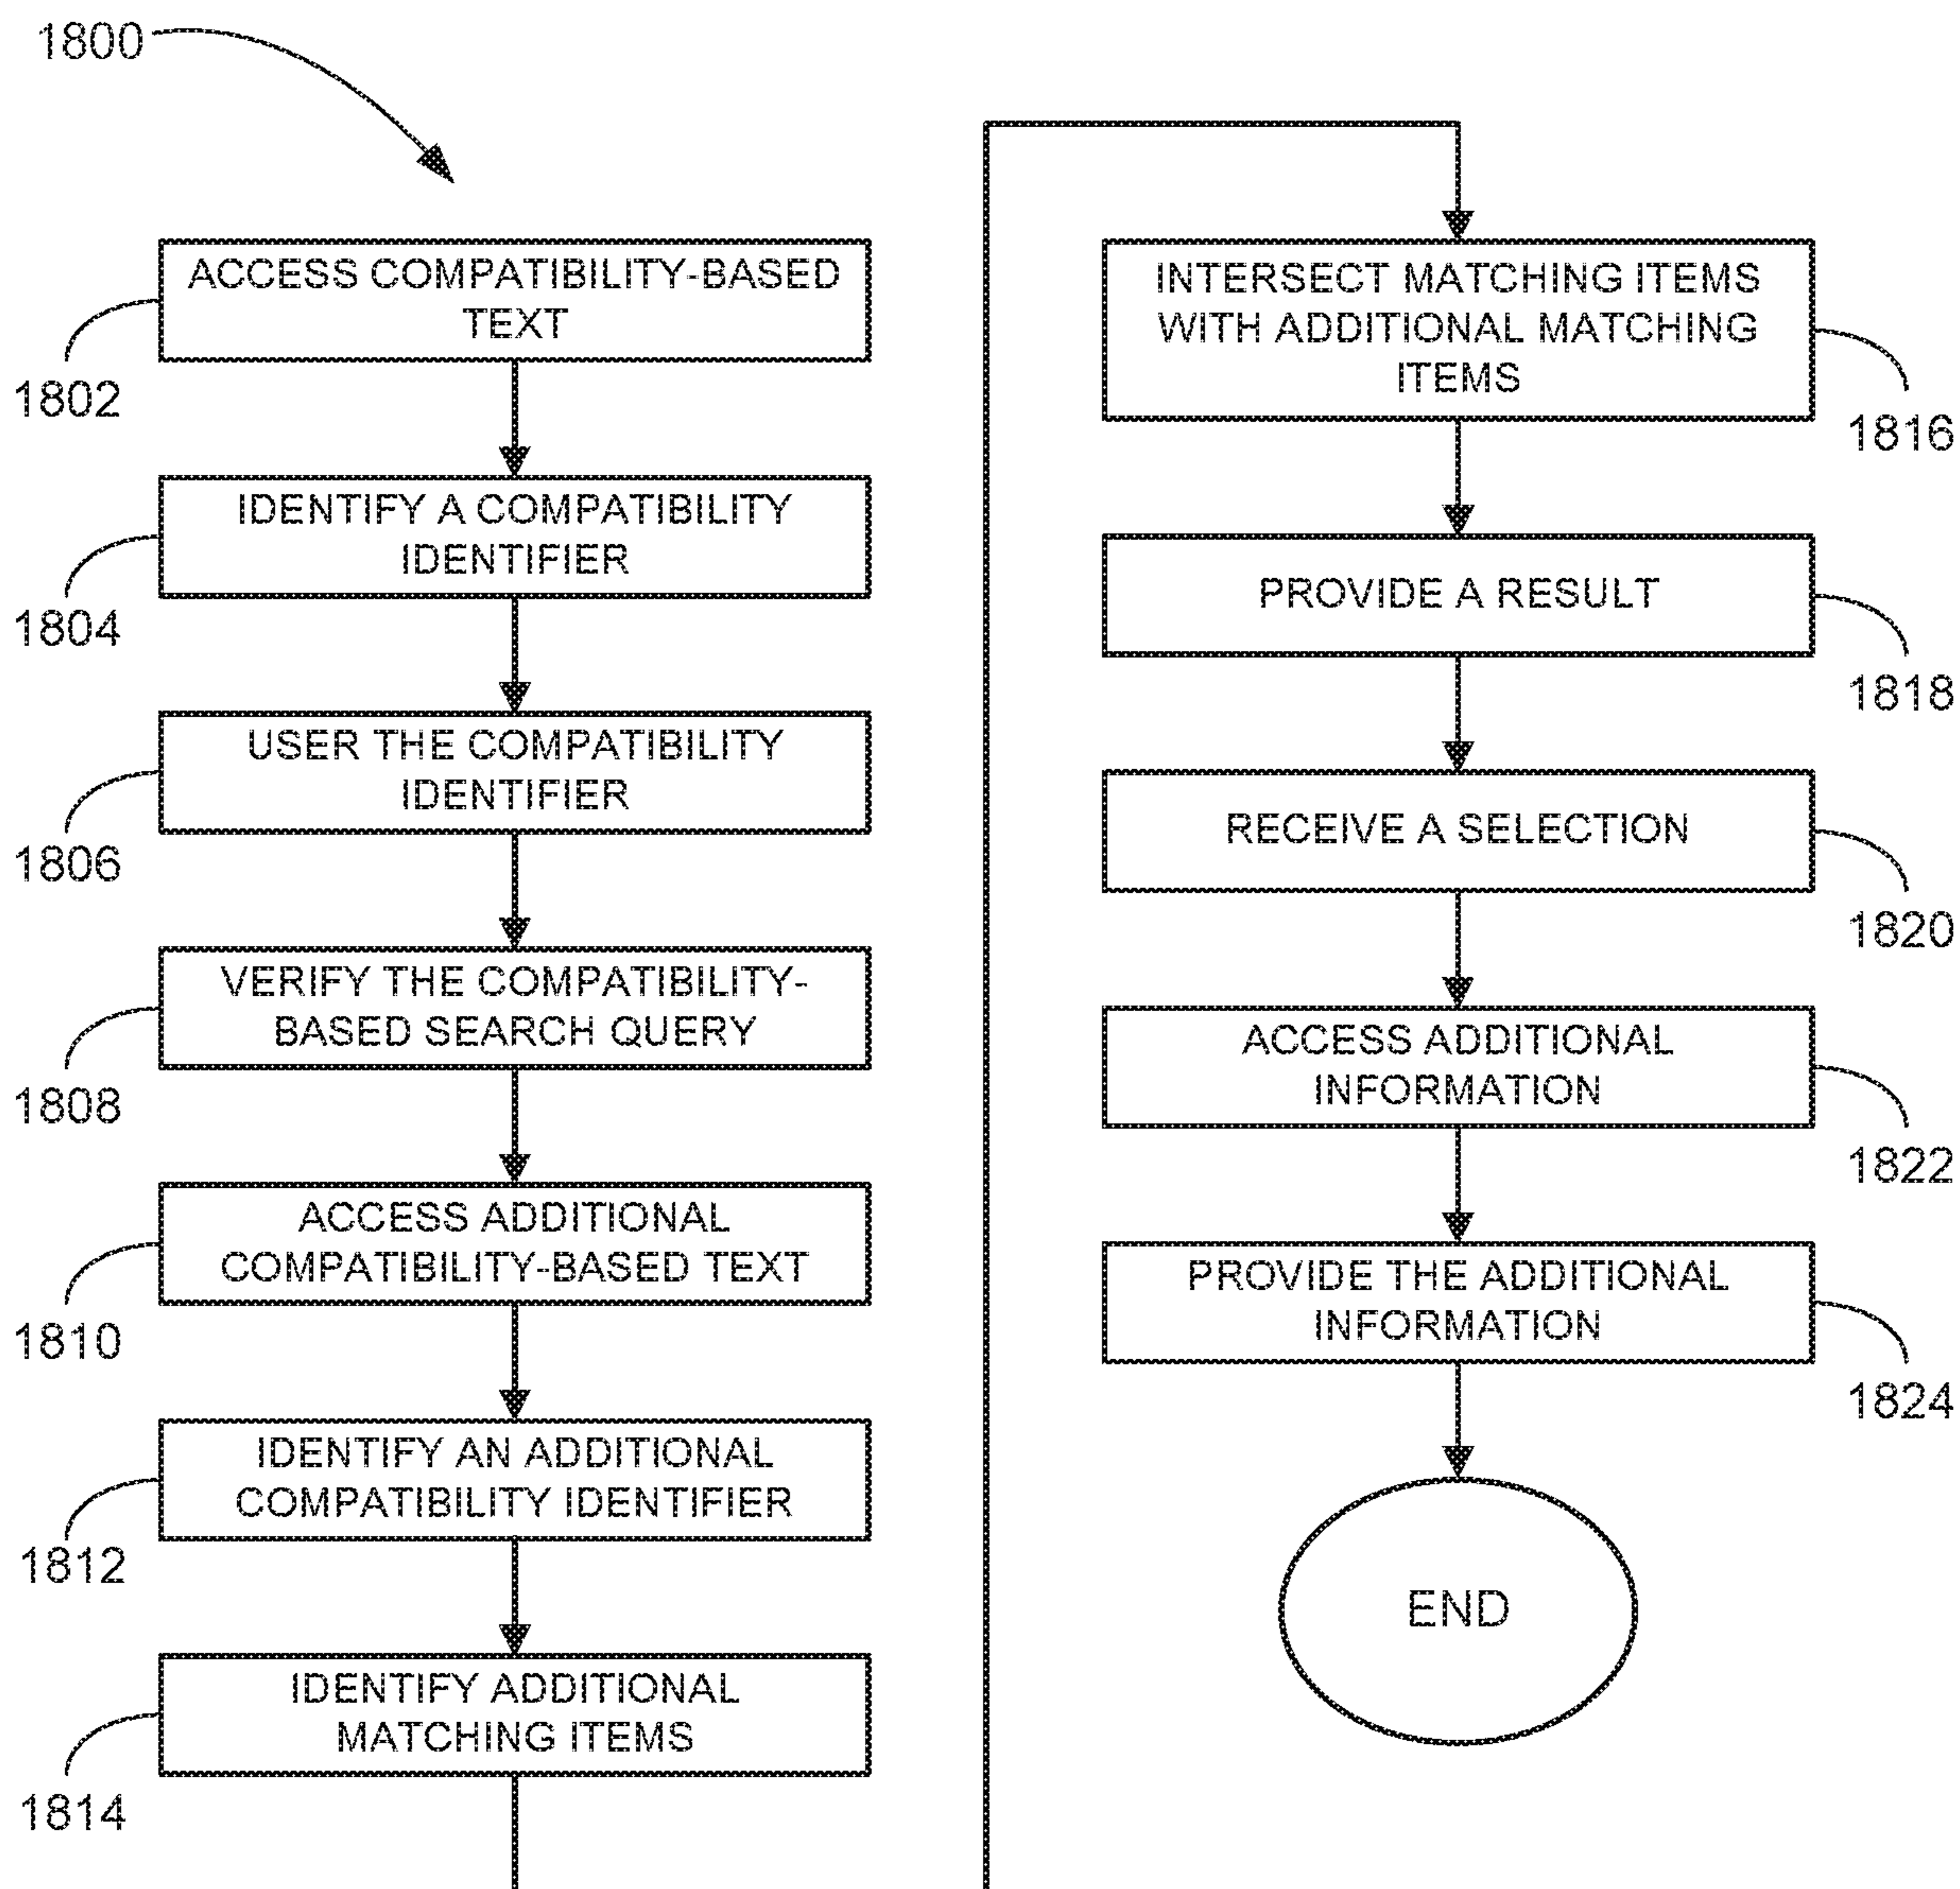 1800
ACCESS COMPATIBILITY-BASED
TEXT
1802
IDENTIFY A COMPATIBILITY
IDENTIFIER
1804
USER THE COMPATIBILITY
IDENTIFIER
1806
VERIFY THE COMPATIBILITY-
BASED SEARCH QUERY
1808
ACCESS ADDITIONAL
COMPATIBILITY-BASED TEXT
1810
IDENTIFY AN ADDITIONAL
COMPATIBILITY IDENTIFIER
1812
IDENTIFY ADDITIONAL
MATCHING ITEMS
1814
INTERSECT MATCHING ITEMS
WITH ADDITIONAL MATCHING
ITEMS
1816
PROVIDE A RESULT
1818
RECEIVE A SELECTION
1820
ACCESS ADDITIONAL
INFORMATION
1822
PROVIDE THE ADDITIONAL
INFORMATION
1824
END